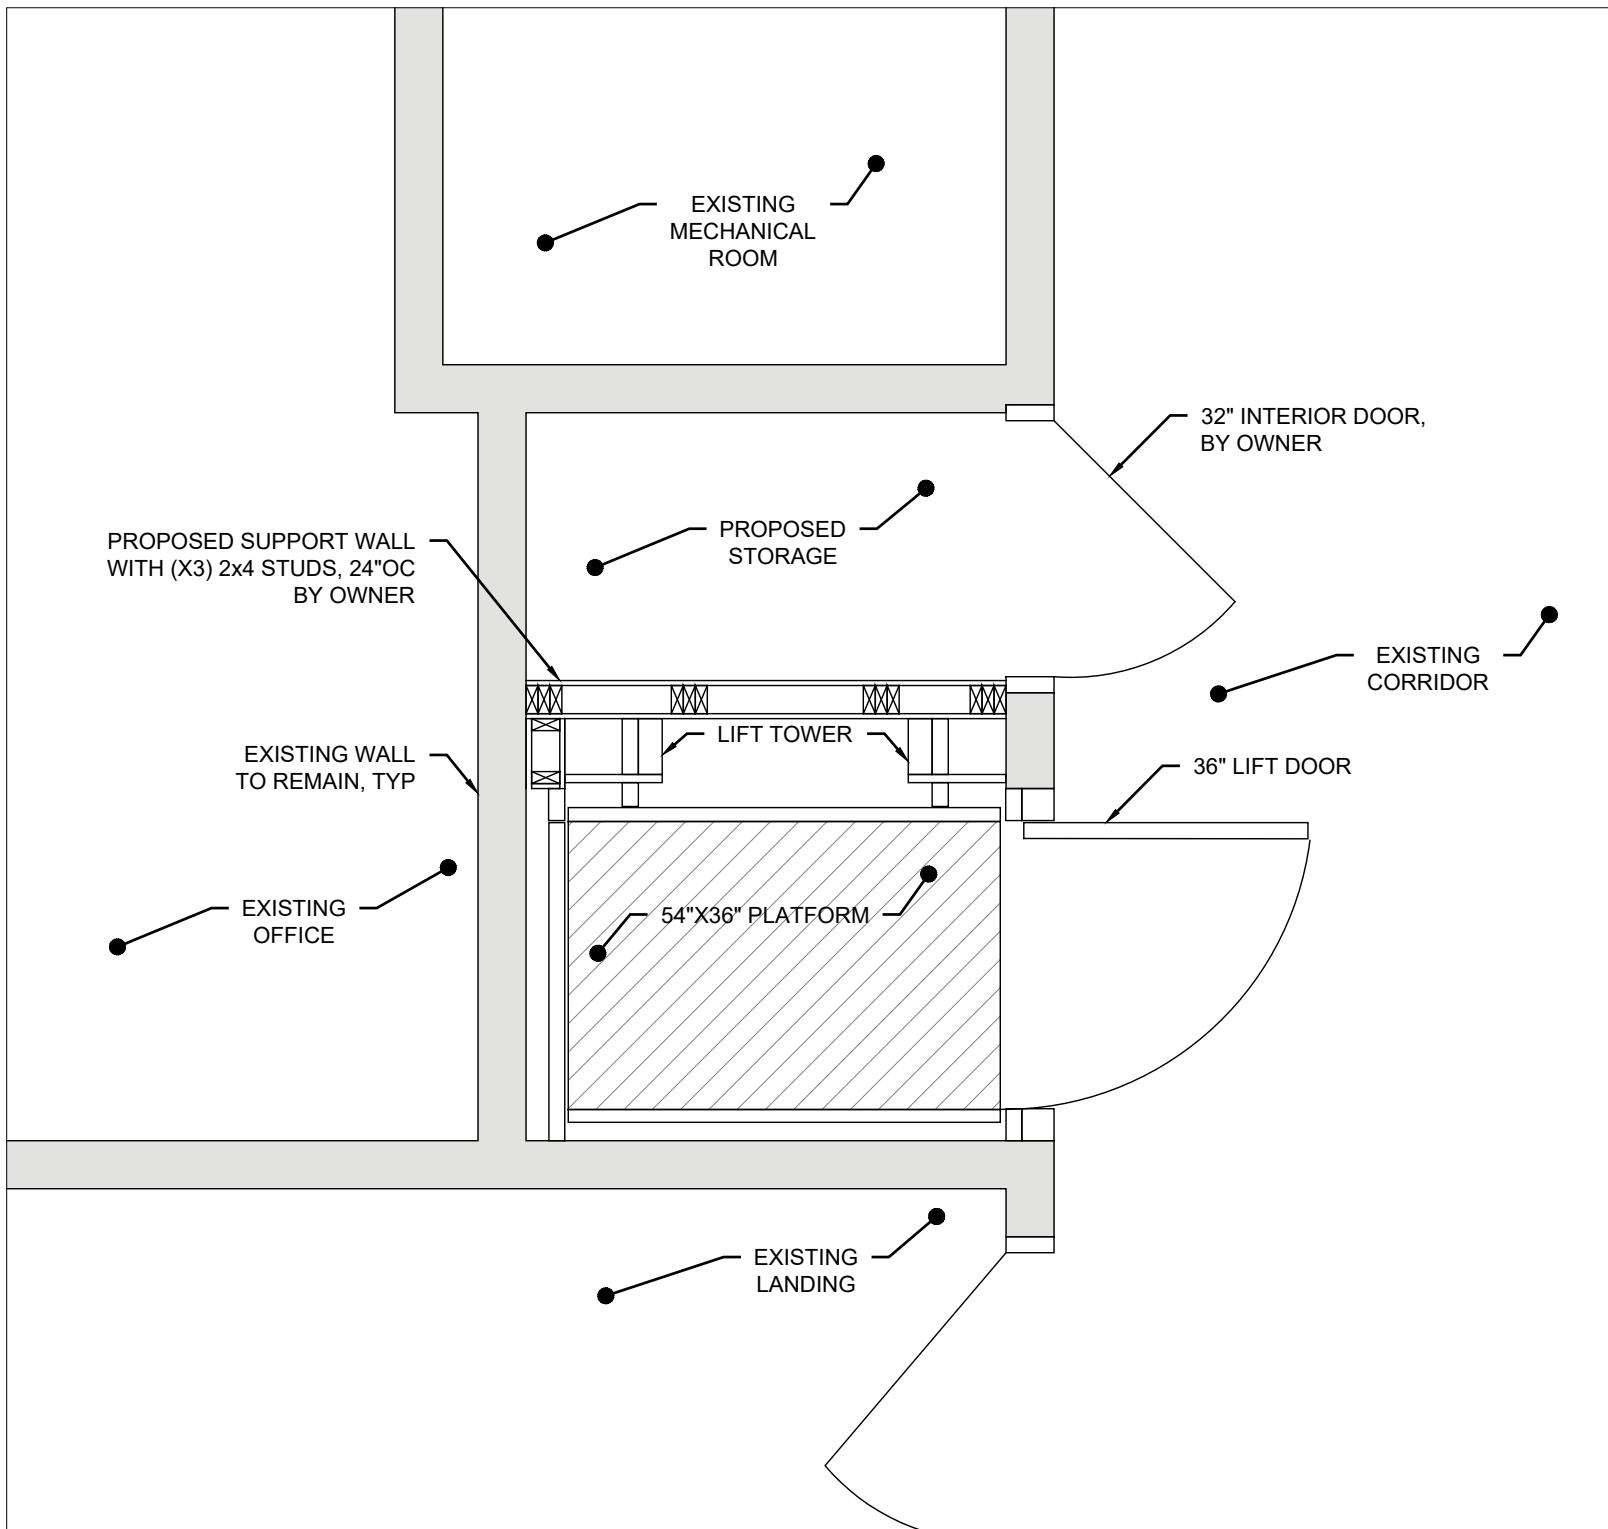 EXISTING
MECHANICAL
ROOM
32" INTERIOR DOOR,
BY OWNER
PROPOSED
STORAGE
PROPOSED SUPPORT WALL
WITH (X3) 2x4 STUDS, 24"OC
BY OWNER
EXISTING
CORRIDOR
LIFT TOWER
EXISTING WALL
TO REMAIN, TYP
36" LIFT DOOR
EXISTING
OFFICE
54"X36" PLATFORM
EXISTING
LANDING